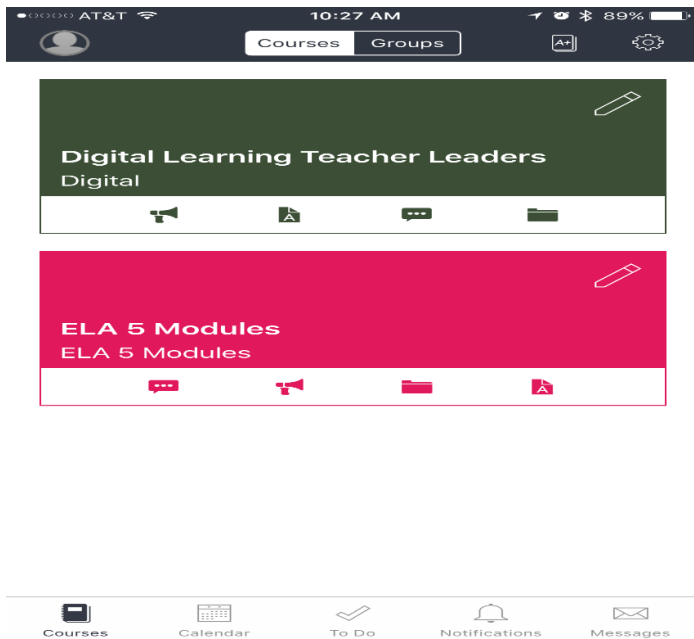 AT&T 10:27 AM 89%
Courses Groups A+
Digital Learning Teacher Leaders
Digital
A
ELA 5 Modules
ELA 5 Modules
A
Courses Calendar To Do Notifications Messages